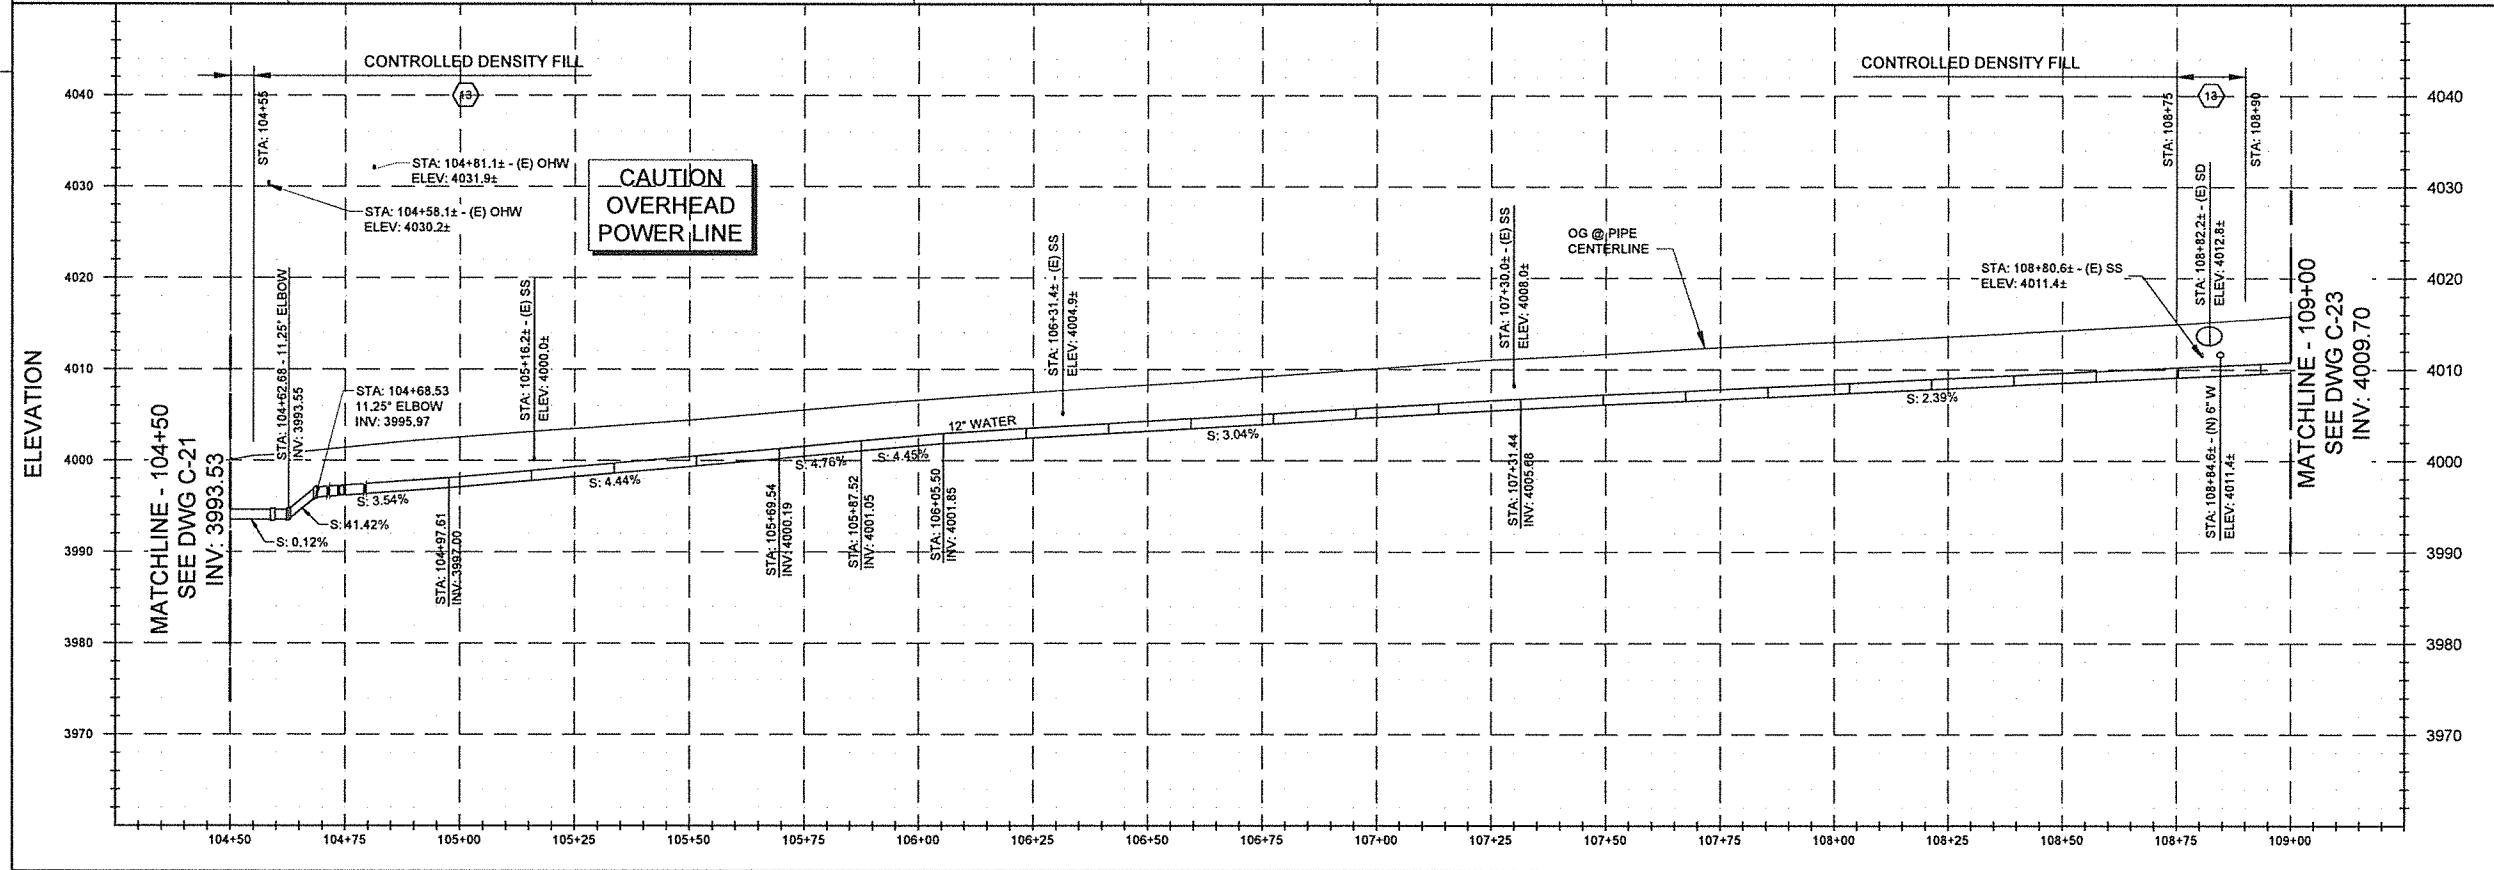 CONTROLLED DENSITY FILL
13
STA: 104+55
STA: 104+81.1± - (E) OHW
ELEV: 4031.9±
STA: 104+58.1± - (E) OHW
ELEV: 4030.2±
CAUTION
OVERHEAD
POWER LINE
CONTROLLED DENSITY FILL
13
STA: 108+75
STA: 108+90
STA: 108+82.2± - (E) SD
ELEV: 4012.8±
STA: 108+80.6± - (E) SS
ELEV: 4011.4±
STA: 108+84.6± - (N) 6" W
ELEV: 4011.4±
OG @ PIPE
CENTERLINE
STA: 104+62.68 - 11.25° ELBOW
INV: 3993.55
STA: 104+68.53
11.25° ELBOW
INV: 3995.97
STA: 105+16.2± - (E) SS
ELEV: 4000.0±
STA: 106+31.4± - (E) SS
ELEV: 4004.9±
STA: 107+30.0± - (E) SS
ELEV: 4008.0±
12" WATER
S: 0.12%
S: 41.42%
S: 3.54%
S: 4.44%
S: 4.76%
S: 4.45%
S: 3.04%
S: 2.39%
STA: 104+97.61
INV: 3997.00
STA: 105+69.54
INV: 4000.19
STA: 105+87.52
INV: 4001.05
STA: 106+05.50
INV: 4001.85
STA: 107+31.44
INV: 4005.68
ELEVATION
MATCHLINE - 104+50
SEE DWG C-21
INV: 3993.53
MATCHLINE - 109+00
SEE DWG C-23
INV: 4009.70
4040
4030
4020
4010
4000
3990
3980
3970
4040
4030
4020
4010
4000
3990
3980
3970
104+50
104+75
105+00
105+25
105+50
105+75
106+00
106+25
106+50
106+75
107+00
107+25
107+50
107+75
108+00
108+25
108+50
108+75
109+00